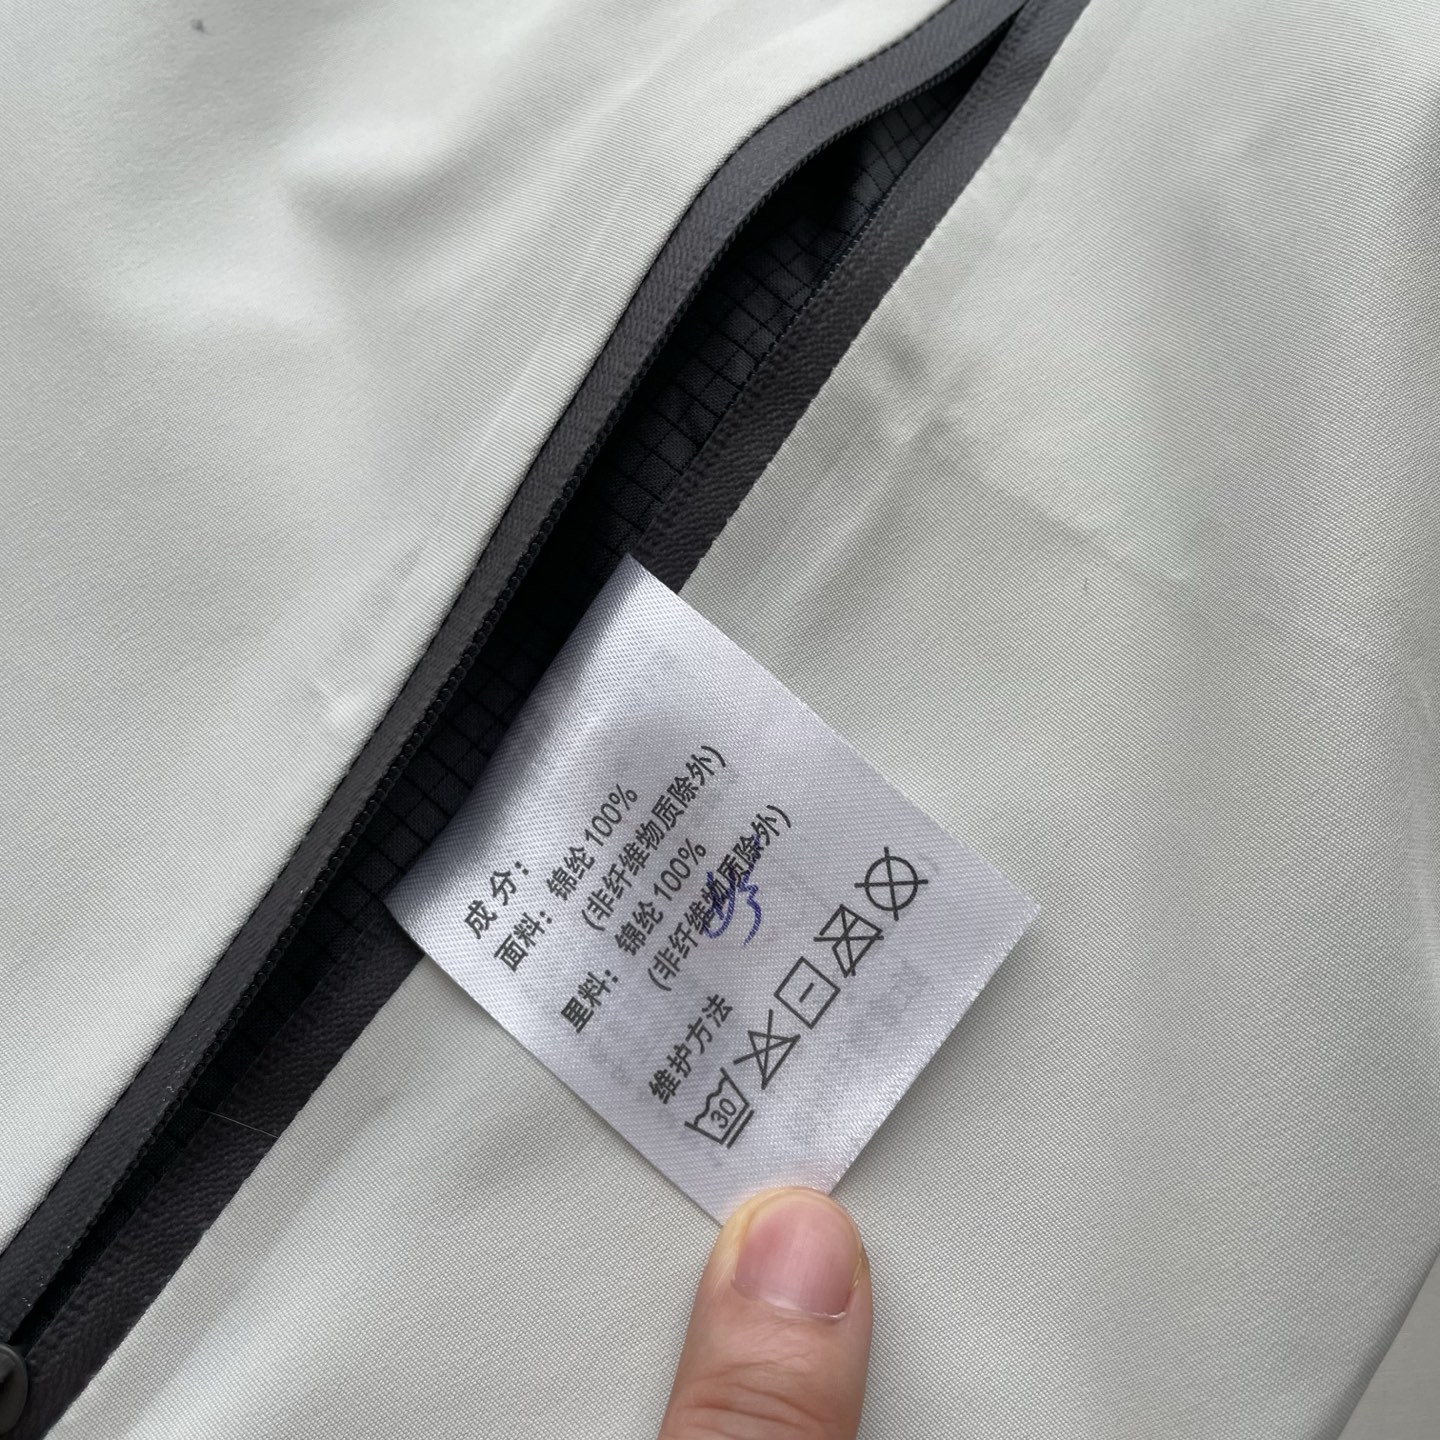 成 分：
面料：锦纶 100%
(非纤维物质除外)
里料：锦纶 100%
(非纤维物质除外)
维护方法
30